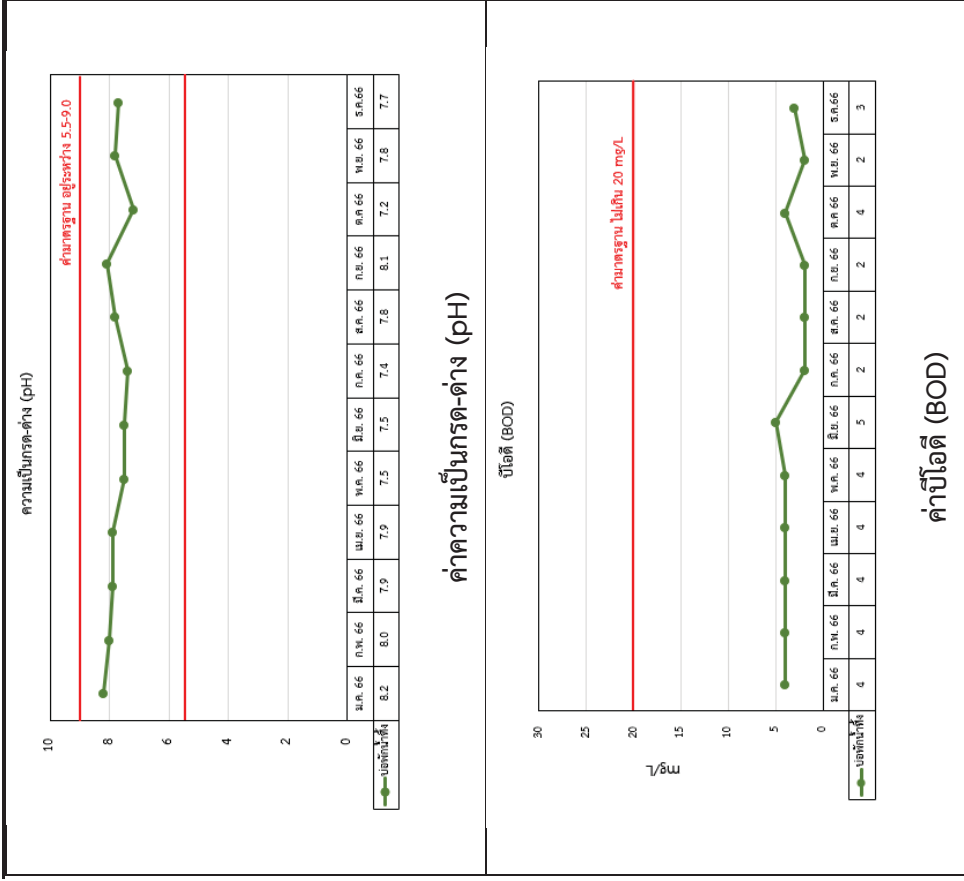 ความเป็นกรด-ด่าง (pH)
10
8
6
4
2
0
ค่ามาตรฐาน อยู่ระหว่าง 5.5-9.0
ม.ค. 66 ก.พ. 66 มี.ค. 66 เม.ย. 66 พ.ค. 66 มิ.ย. 66 ก.ค. 66 ส.ค. 66 ก.ย. 66 ต.ค 66 พ.ย. 66 ธ.ค.66
บ่อพักน้ำทิ้ง 8.2 8.0 7.9 7.9 7.5 7.5 7.4 7.8 8.1 7.2 7.8 7.7
ค่าความเป็นกรด-ด่าง (pH)
บีโอดี (BOD)
30
25
20
15
10
5
0
mg/L
ค่ามาตรฐาน ไม่เกิน 20 mg/L
ม.ค. 66 ก.พ. 66 มี.ค. 66 เม.ย. 66 พ.ค. 66 มิ.ย. 66 ก.ค. 66 ส.ค. 66 ก.ย. 66 ต.ค 66 พ.ย. 66 ธ.ค.66
บ่อพักน้ำทิ้ง 4 4 4 4 4 5 2 2 2 4 2 3
ค่าบีโอดี (BOD)